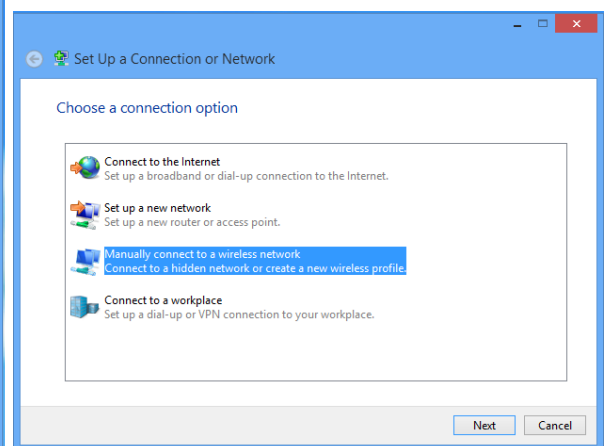 Set Up a Connection or Network
Choose a connection option
Connect to the Internet
Set up a broadband or dial-up connection to the Internet.
Set up a new network
Set up a new router or access point.
Manually connect to a wireless network
Connect to a hidden network or create a new wireless profile.
Connect to a workplace
Set up a dial-up or VPN connection to your workplace.
Next Cancel